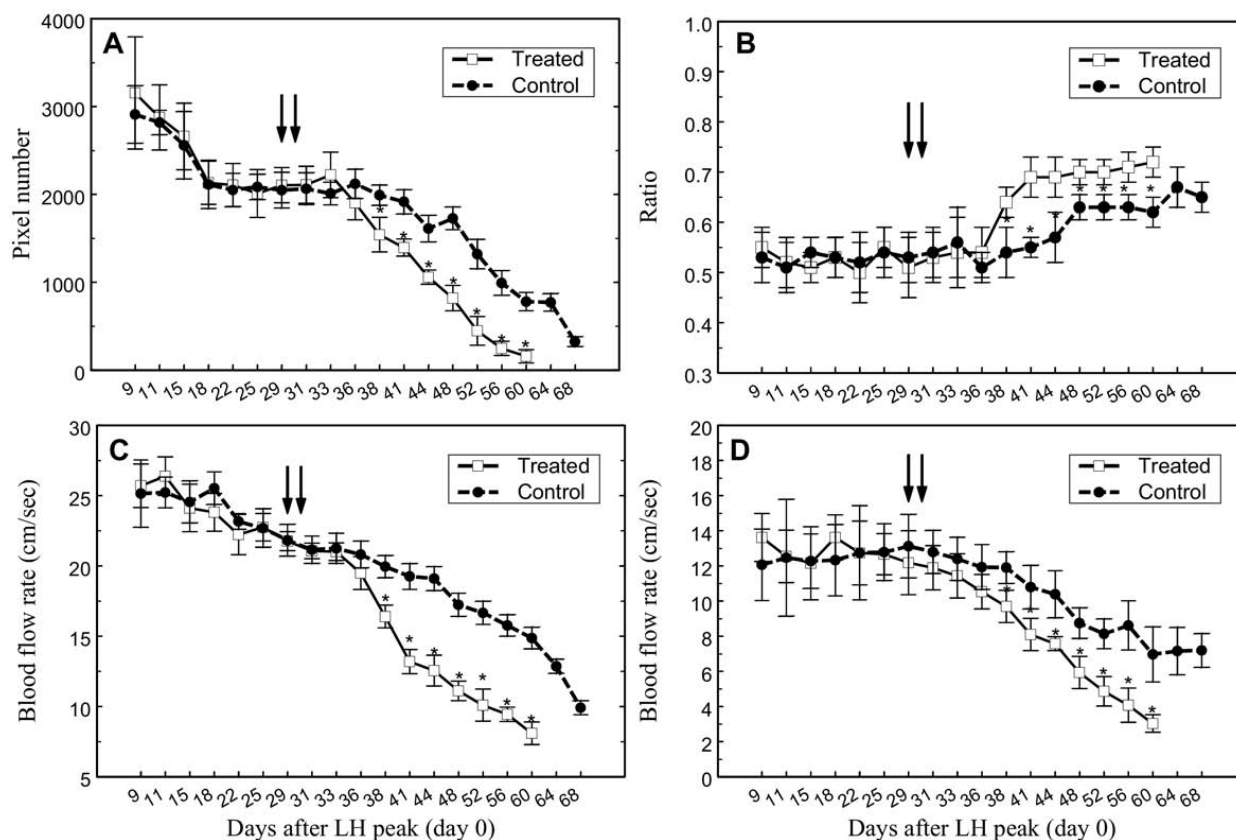 A
Treated
Control
Pixel number
4000
3000
2000
1000
0
9 11 15 18 22 25 29 31 33 36 38 41 44 48 52 56 60 64 68
* * * * * * *
B
Treated
Control
Ratio
1.0
0.9
0.8
0.7
0.6
0.5
0.4
0.3
9 11 15 18 22 25 29 31 33 36 38 41 44 48 52 56 60 64 68
* * * * * * *
C
Treated
Control
Blood flow rate (cm/sec)
30
25
20
15
10
5
9 11 15 18 22 25 29 31 33 36 38 41 44 48 52 56 60 64 68
* * * * * * *
Days after LH peak (day 0)
D
Treated
Control
Blood flow rate (cm/sec)
20
18
16
14
12
10
8
6
4
2
0
9 11 15 18 22 25 29 31 33 36 38 41 44 48 52 56 60 64 68
* * * * * * *
Days after LH peak (day 0)